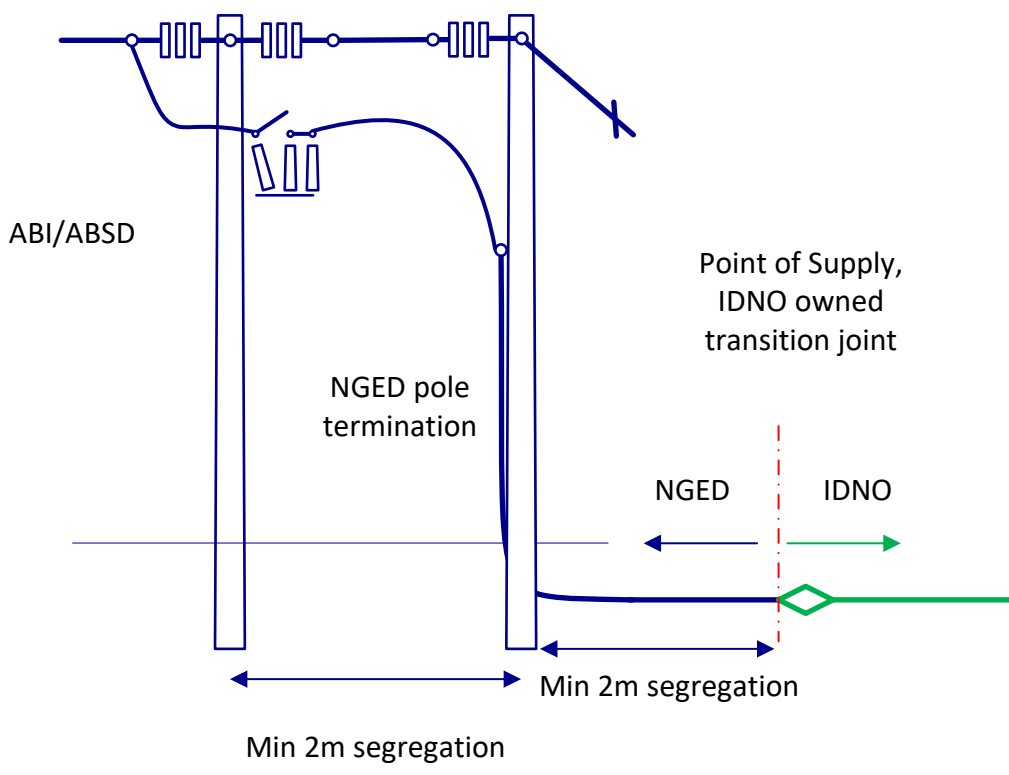 ABI/ABSD
Point of Supply,
IDNO owned
transition joint
NGED pole
termination
NGED
IDNO
Min 2m segregation
Min 2m segregation